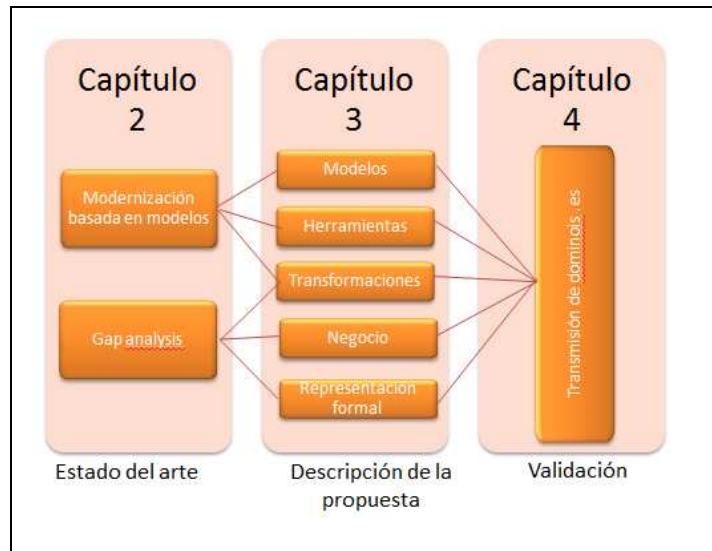 Capítulo
2
Modernización
basada en modelos
Gap analysis
Estado del arte
Capítulo
3
Modelos
Herramientas
Transformaciones
Negocio
Representación
formal
Descripción de la
propuesta
Capítulo
4
Transmisión de dominois .es
Validación